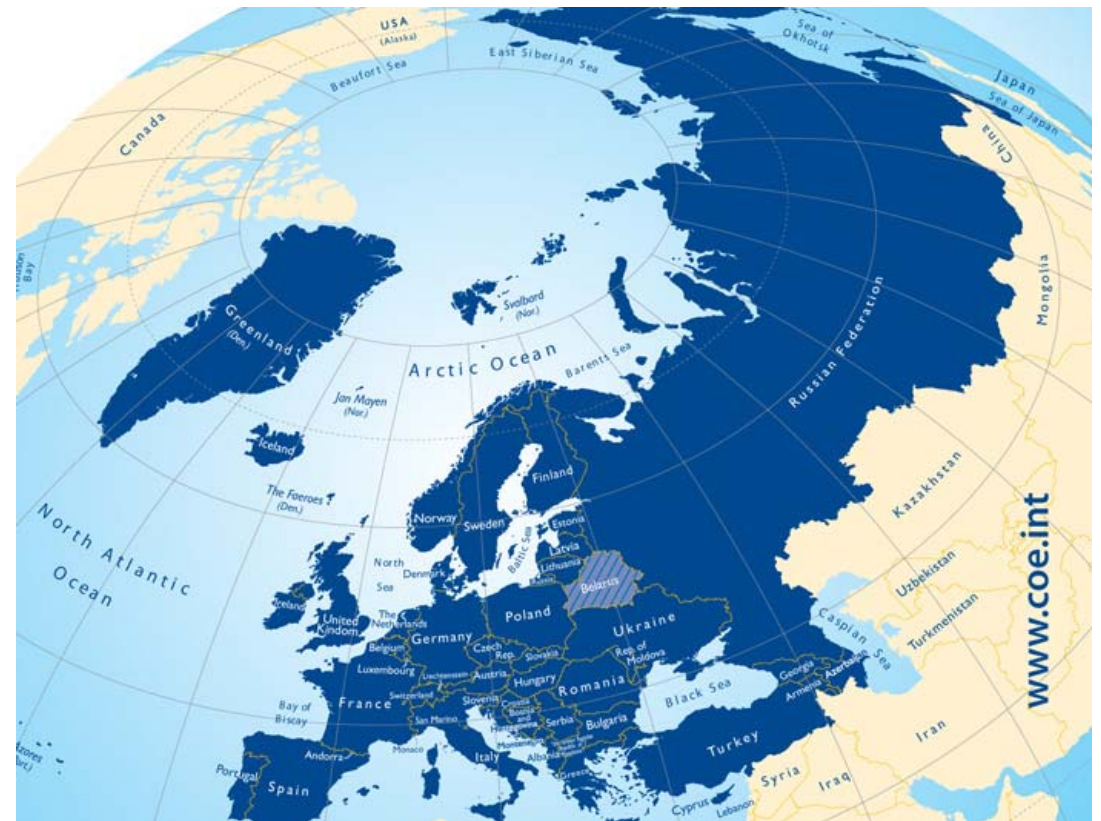 USA
(Alaska)
Beaufort Sea
East Siberian Sea
Sea of
Okhotsk
Japan
Sea of Japan
Canada
China
Bay
Mongolia
Greenland
(Den.)
Svalbard
(Nor.)
Arctic Ocean
Barents Sea
Russian Federation
Jan Mayen
(Nor.)
Iceland
The Faeroes
(Den.)
Finland
Kazakhstan
North Atlantic
Ocean
Norway
Sweden
Estonia
Baltic Sea
Latvia
Lithuania
North
Sea
Denmark
Belarus
Uzbekistan
Turkmenistan
www.coe.int
Ireland
United
Kingdom
The
Netherlands
Poland
Ukraine
Caspian Sea
Belgium
Germany
Czech
Rep.
Slovakia
Rep. of
Moldova
Luxembourg
Liechtenstein
Austria
Hungary
Romania
Georgia
Azerbaijan
Armenia
Switzerland
France
Slovenia
Croatia
Bosnia
and
Herzegovina
Serbia
Bulgaria
Black Sea
Bay of
Biscay
San Marino
Montenegro
Iran
Andorra
Monaco
Italy
Albania
Turkey
Portugal
Spain
Greece
Syria
Iraq
Cyprus
Lebanon